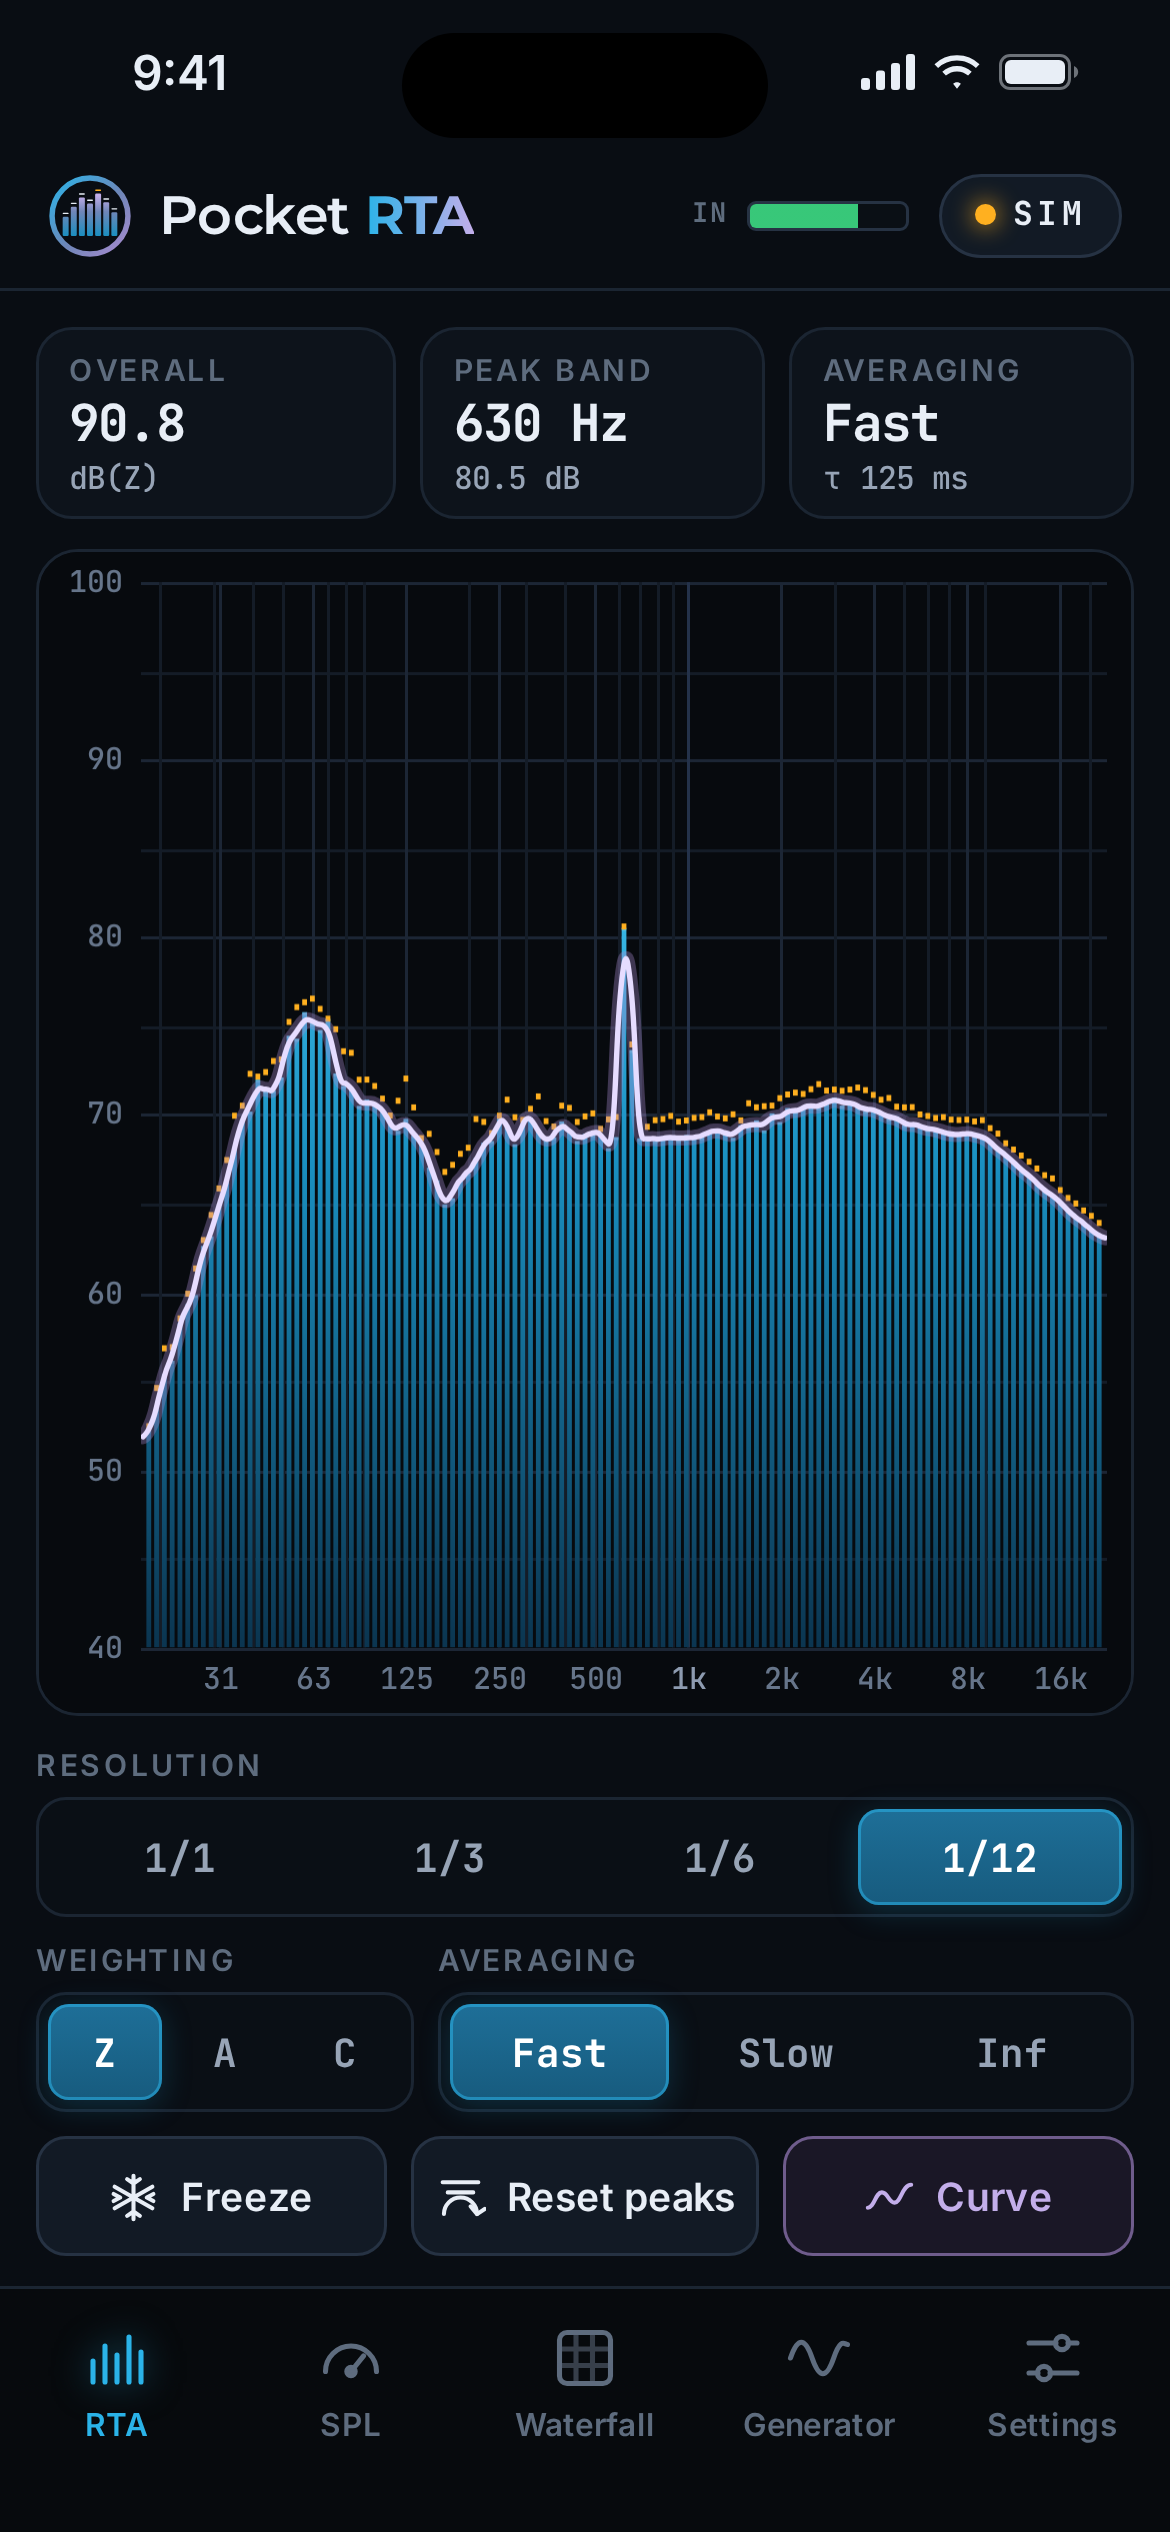 9:41
Pocket RTA
IN
SIM
OVERALL
90.8
dB(Z)
PEAK BAND
630 Hz
80.5 dB
AVERAGING
Fast
τ 125 ms
100
90
80
70
60
50
40
31 63 125 250 500 1k 2k 4k 8k 16k
RESOLUTION
1/1 1/3 1/6 1/12
WEIGHTING
Z A C
AVERAGING
Fast Slow Inf
Freeze
Reset peaks
Curve
RTA SPL Waterfall Generator Settings